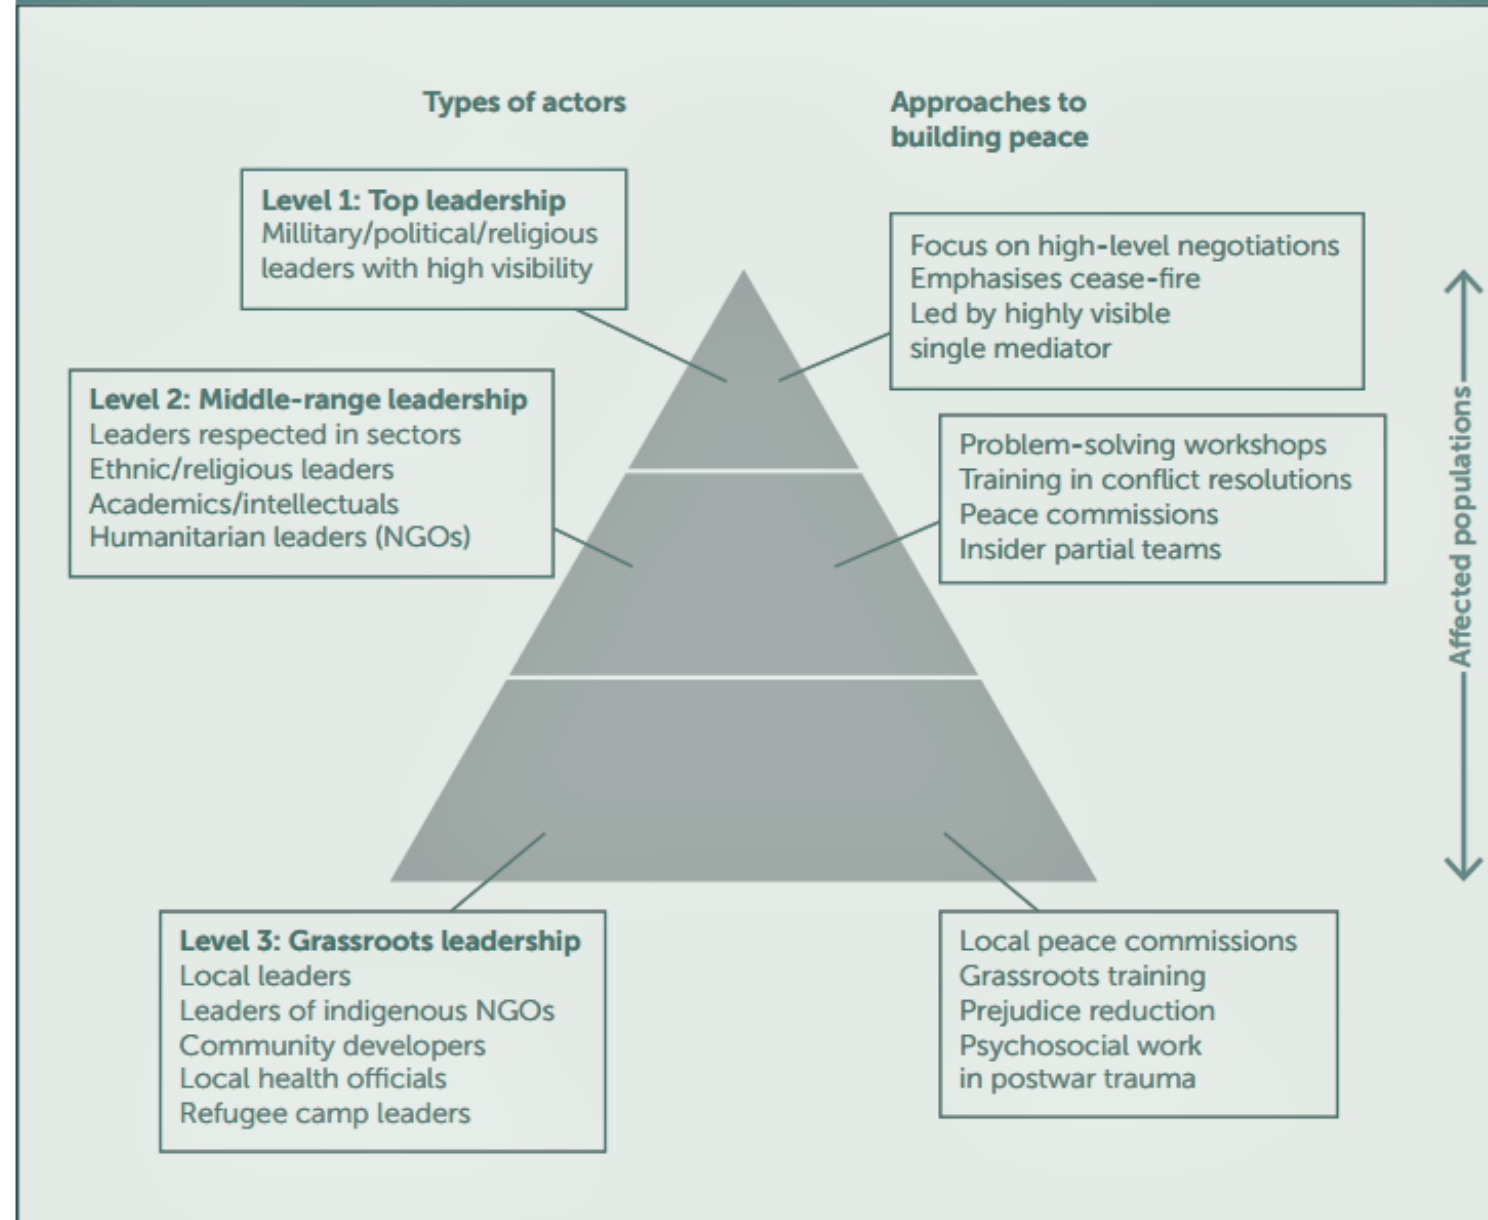 Types of actors
Approaches to
building peace
Level 1: Top leadership
Millitary/political/religious
leaders with high visibility
Focus on high-level negotiations
Emphasises cease-fire
Led by highly visible
single mediator
Level 2: Middle-range leadership
Leaders respected in sectors
Ethnic/religious leaders
Academics/intellectuals
Humanitarian leaders (NGOs)
Problem-solving workshops
Training in conflict resolutions
Peace commissions
Insider partial teams
Affected populations
Level 3: Grassroots leadership
Local leaders
Leaders of indigenous NGOs
Community developers
Local health officials
Refugee camp leaders
Local peace commissions
Grassroots training
Prejudice reduction
Psychosocial work
in postwar trauma